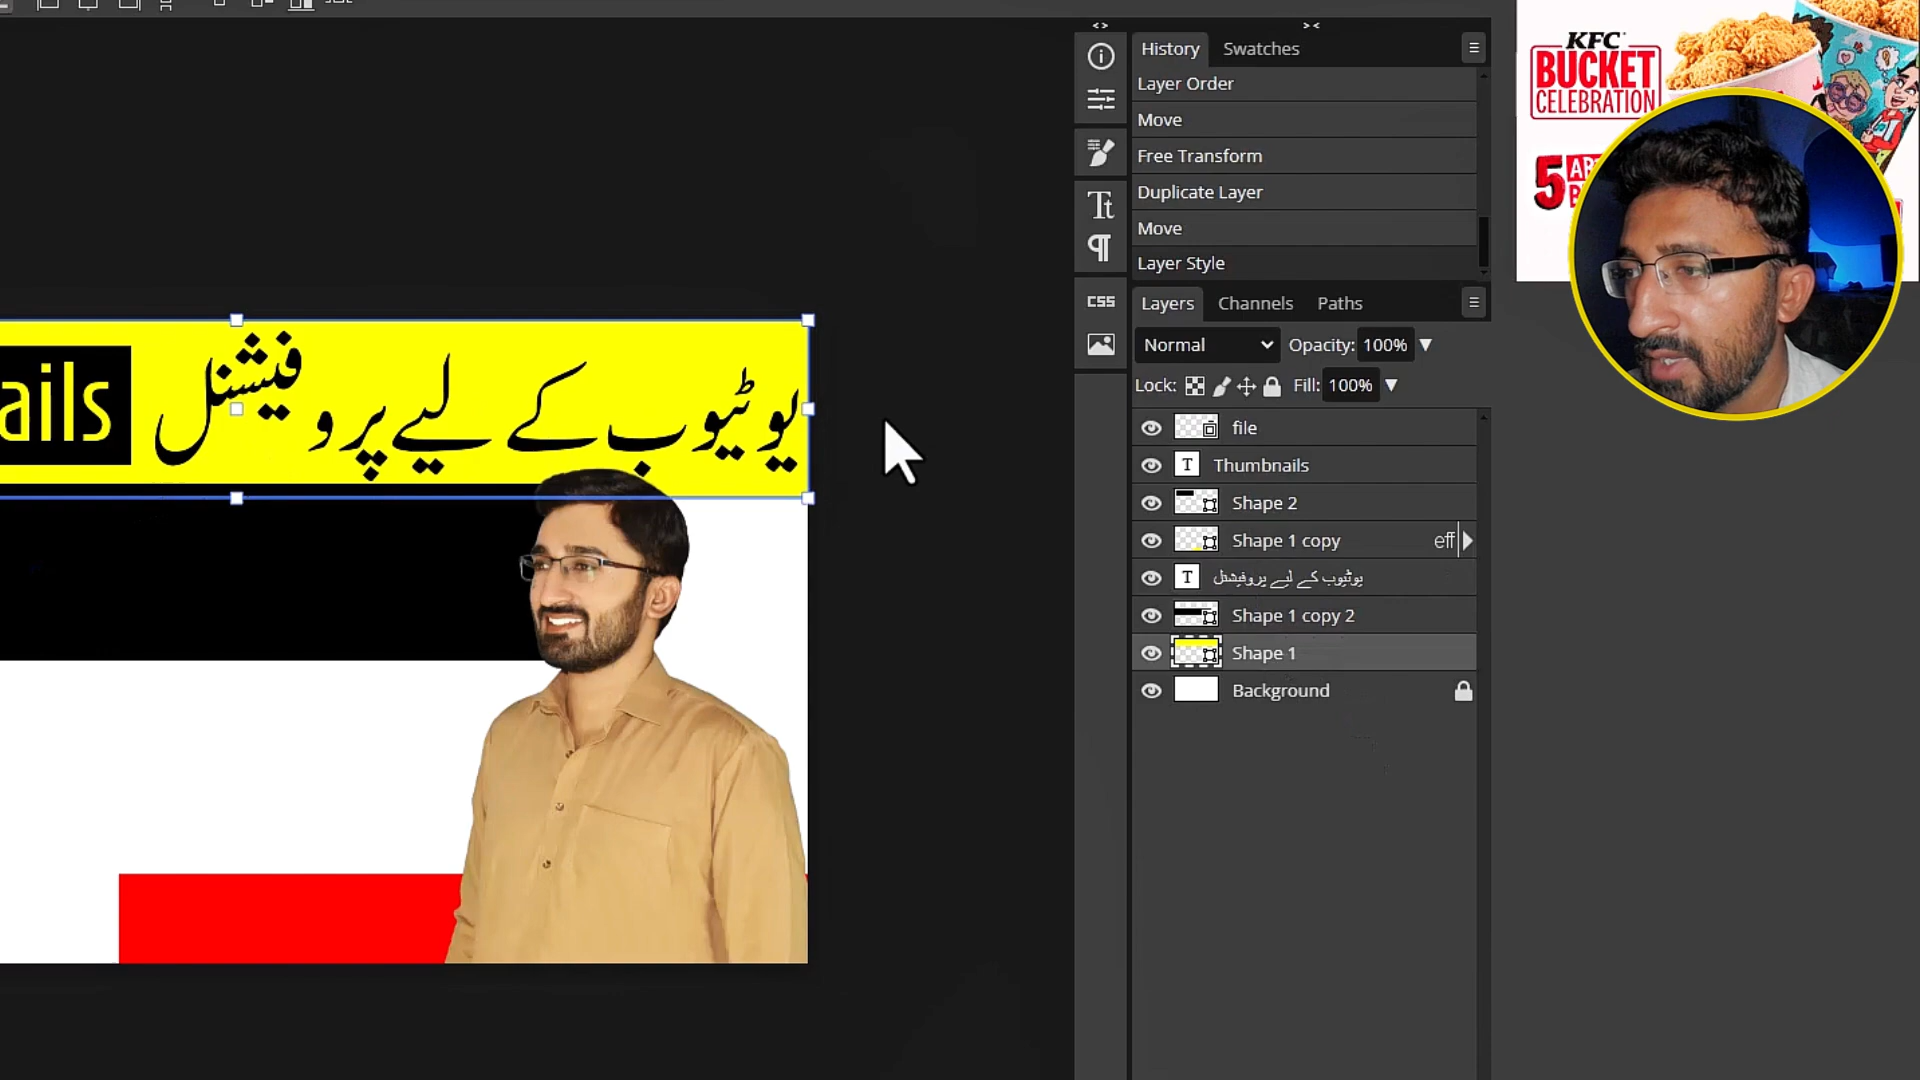 History Swatches
Layer Order
Move
Free Transform
Duplicate Layer
Move
Layer Style
CSS
Layers Channels Paths
Normal Opacity: 100%
Lock: Fill: 100%
file
T Thumbnails
Shape 2
Shape 1 copy eff
T یوٹیوب کے لیے پروفیشنل
Shape 1 copy 2
Shape 1
Background
یوٹیوب کے لیے پروفیشنل
ails
KFC
BUCKET
CELEBRATION
5